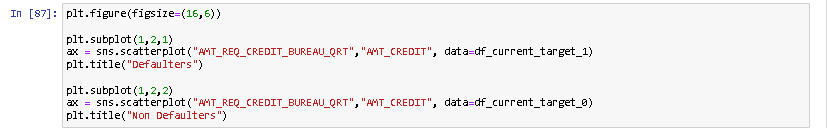 In [87]: plt.figure(figsize=(16,6))
plt.subplot(1,2,1)
ax = sns.scatterplot("AMT_REQ_CREDIT_BUREAU_QRT","AMT_CREDIT", data=df_current_target_1)
plt.title("Defaulters")
plt.subplot(1,2,2)
ax = sns.scatterplot("AMT_REQ_CREDIT_BUREAU_QRT","AMT_CREDIT", data=df_current_target_0)
plt.title("Non Defaulters")